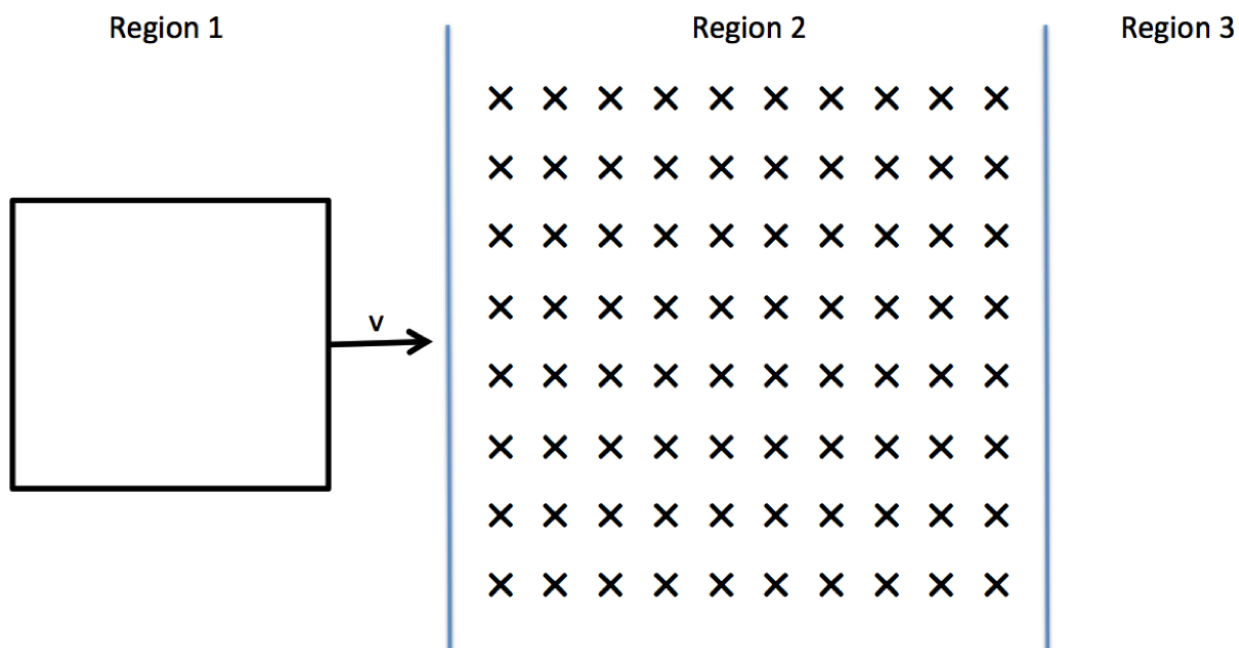 Region 1
Region 2
Region 3
× × × × × × × × × ×
× × × × × × × × × ×
× × × × × × × × × ×
v
× × × × × × × × × ×
× × × × × × × × × ×
× × × × × × × × × ×
× × × × × × × × × ×
× × × × × × × × × ×